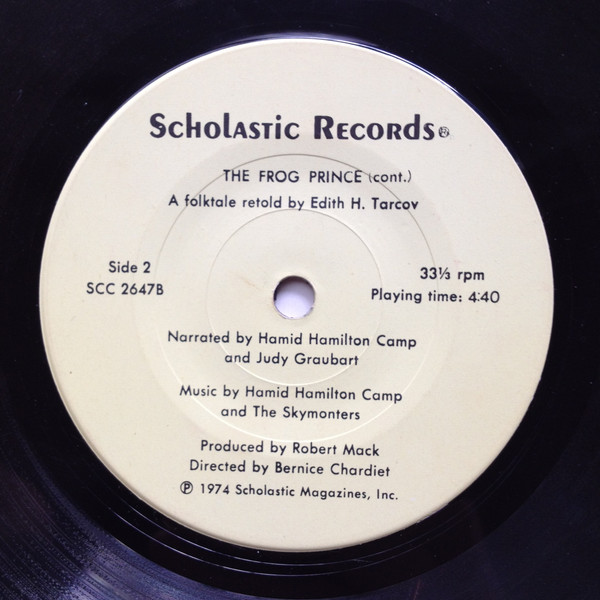 Scholastic Records®
THE FROG PRINCE (cont.)
A folktale retold by Edith H. Tarcov
Side 2
SCC 2647B
33⅓ rpm
Playing time: 4:40
Narrated by Hamid Hamilton Camp
and Judy Graubart
Music by Hamid Hamilton Camp
and The Skymonters
Produced by Robert Mack
Directed by Bernice Chardiet
℗ 1974 Scholastic Magazines, Inc.